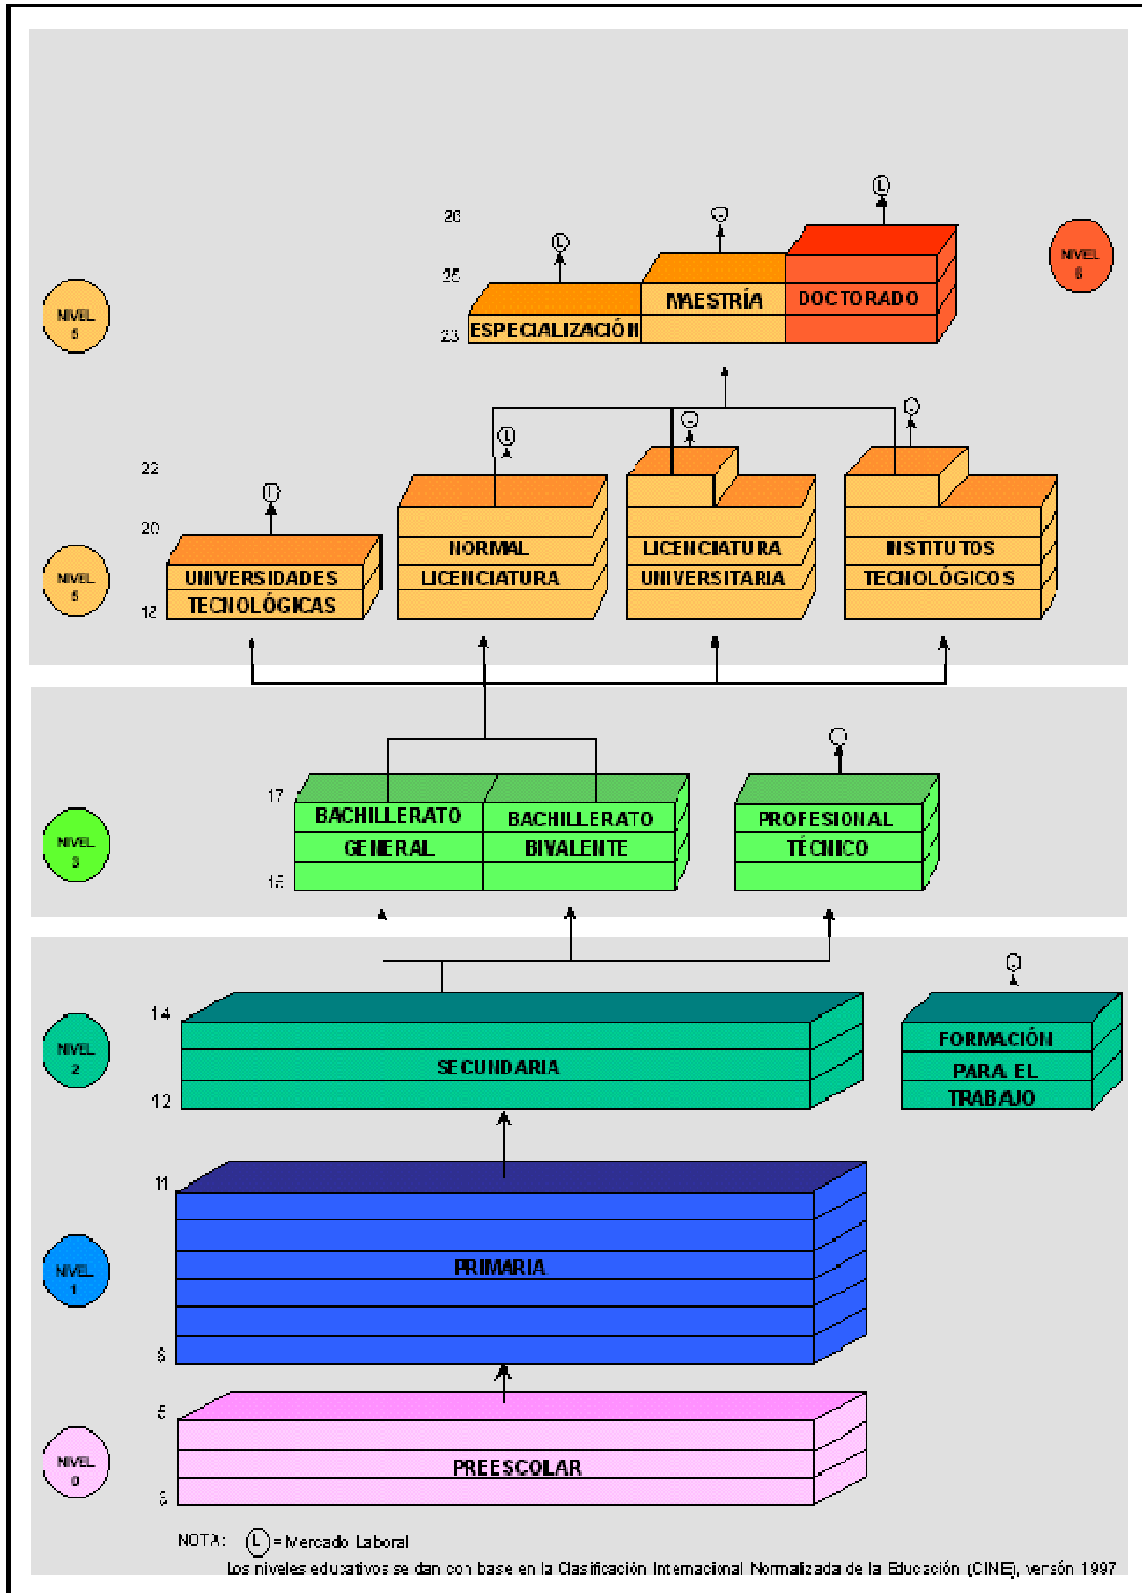 26
L
L
25
MAESTRÍA
DOCTORADO
NIVEL
6
NIVEL
5
23
ESPECIALIZACIÓN
22
L
20
NORMAL
LICENCIATURA
INSTITUTOS
NIVEL
5
UNIVERSIDADES
LICENCIATURA
UNIVERSITARIA
TECNOLÓGICOS
18
TECNOLÓGICAS
17
BACHILLERATO
BACHILLERATO
PROFESIONAL
NIVEL
3
GENERAL
BIVALENTE
TÉCNICO
15
14
FORMACIÓN
NIVEL
2
SECUNDARIA
PARA EL
12
TRABAJO
11
NIVEL
1
PRIMARIA
6
5
NIVEL
0
PREESCOLAR
NOTA: L = Mercado Laboral
Los niveles educativos se dan con base en la Clasificación Internacional Normalizada de la Educación (CINE), versón 1997